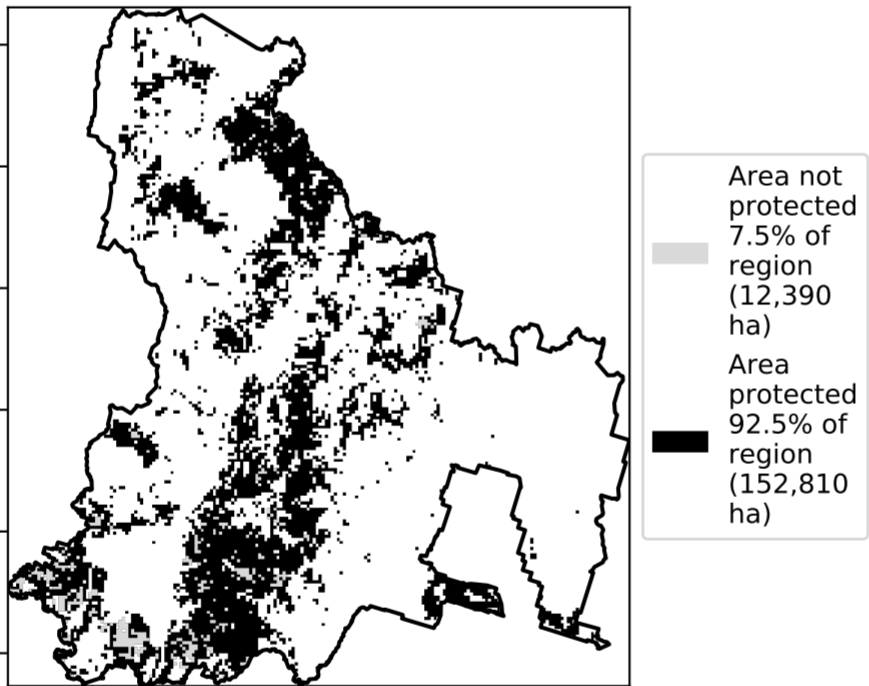 Area not
protected
7.5% of
region
(12,390
ha)
Area
protected
92.5% of
region
(152,810
ha)